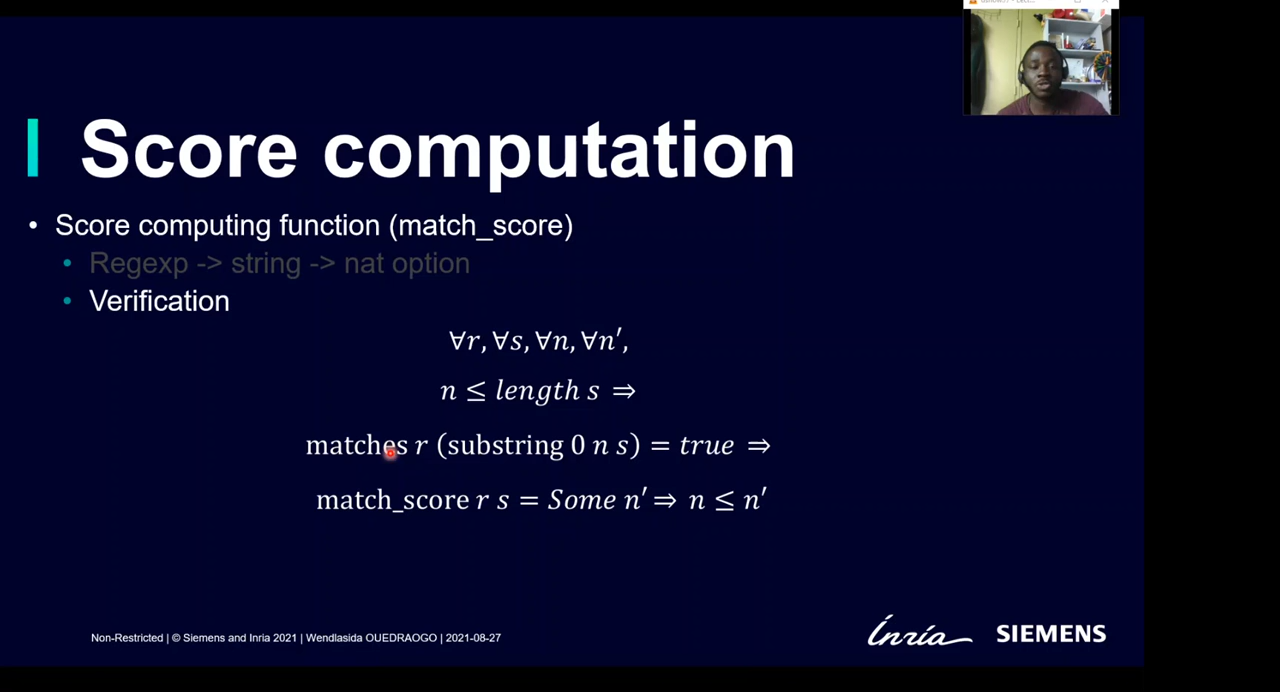 Score computation
• Score computing function (match_score)
• Regexp -> string -> nat option
• Verification
∀r, ∀s, ∀n, ∀n′,
n ≤ length s ⇒
matches r (substring 0 n s) = true ⇒
match_score r s = Some n′ ⇒ n ≤ n′
Non-Restricted | © Siemens and Inria 2021 | Wendlasida OUEDRAOGO | 2021-08-27
Inria
SIEMENS